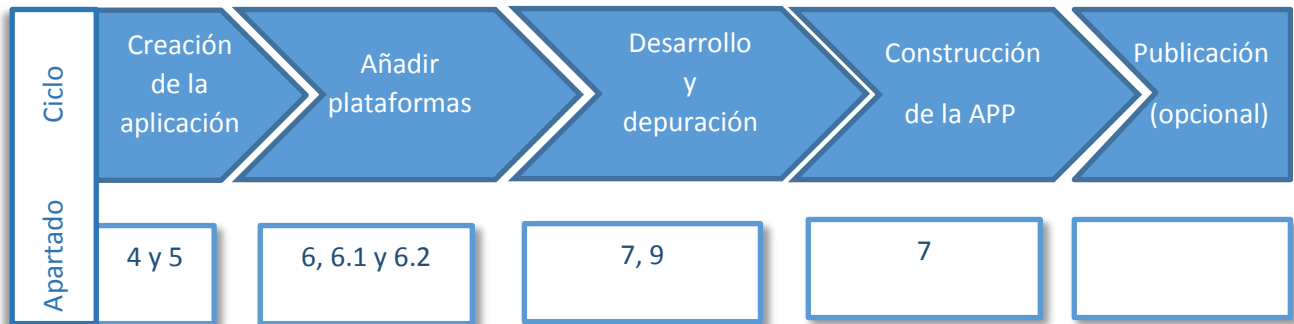 Ciclo
Creación
de la
aplicación
Añadir
plataformas
Desarrollo
y
depuración
Construcción
de la APP
Publicación
(opcional)
Apartado
4 y 5
6, 6.1 y 6.2
7, 9
7